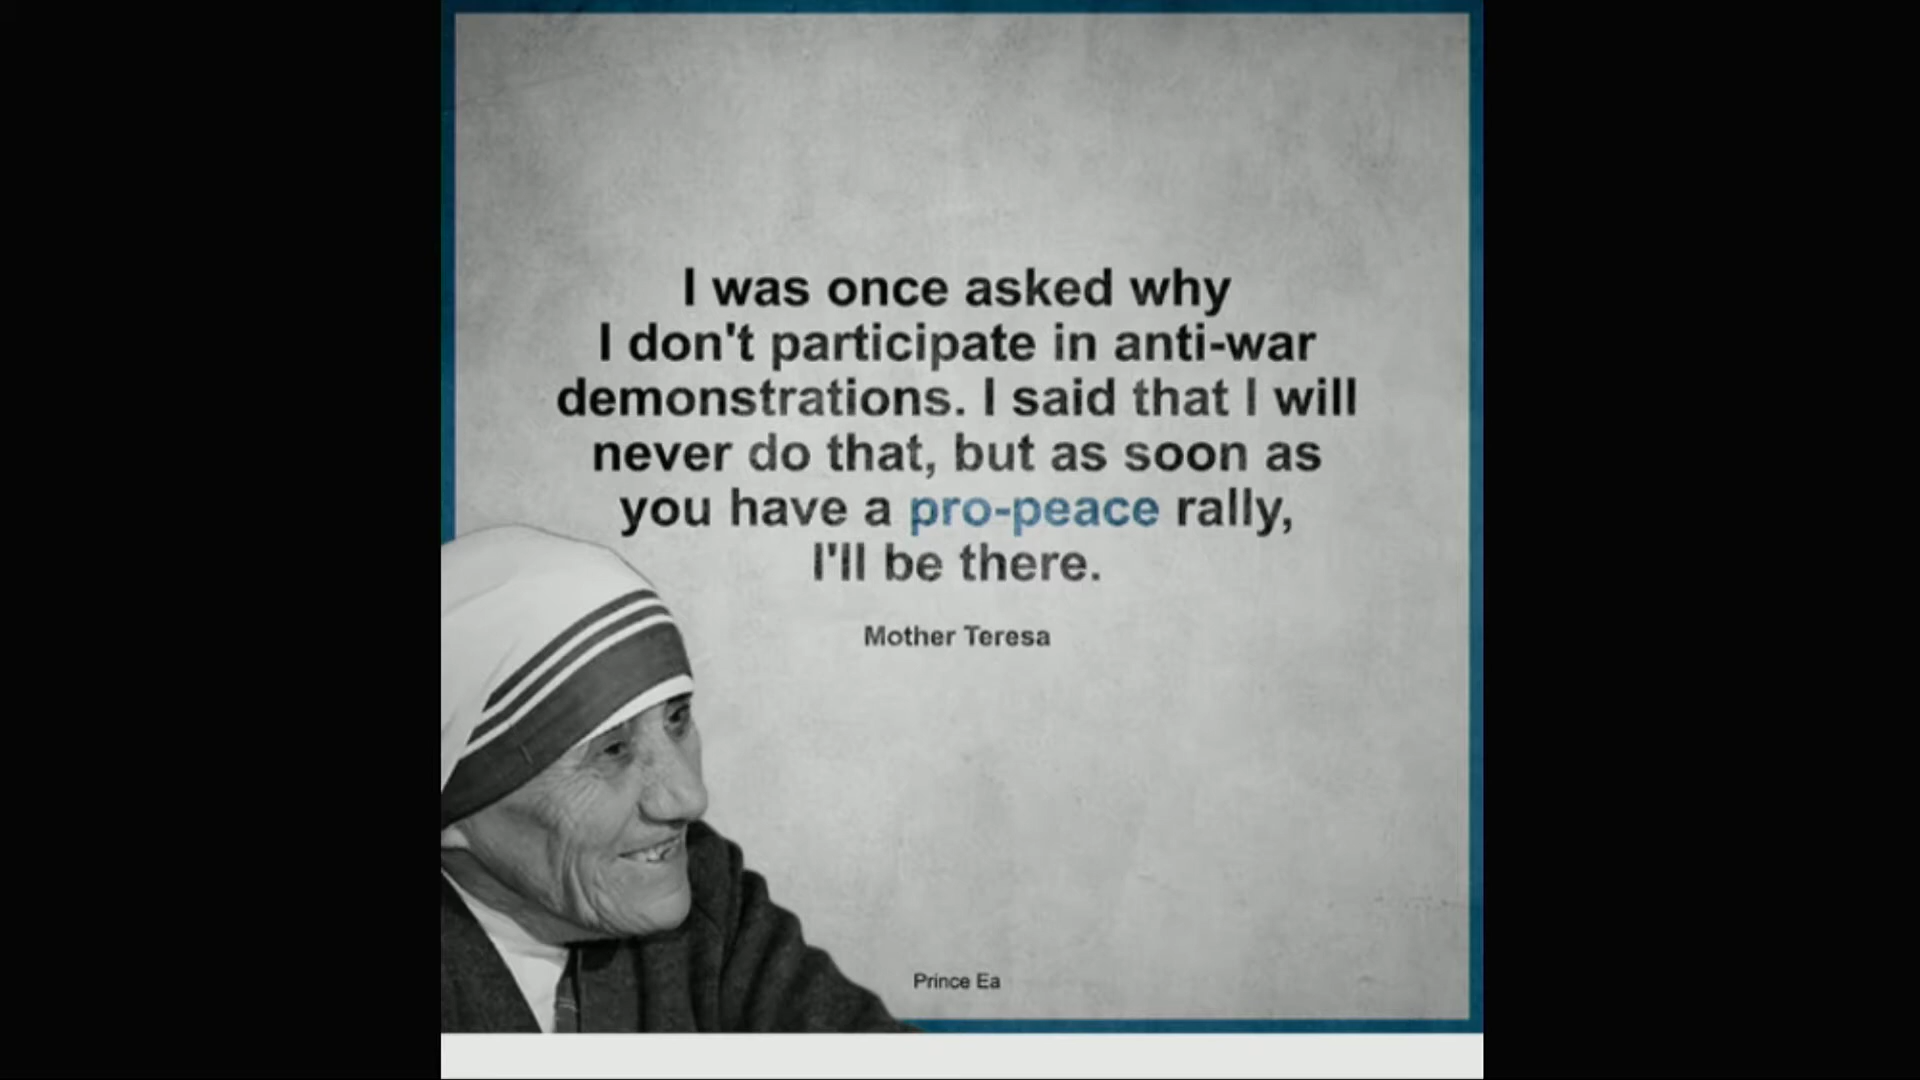 I was once asked why
I don't participate in anti-war
demonstrations. I said that I will
never do that, but as soon as
you have a pro-peace rally,
I'll be there.
Mother Teresa
Prince Ea